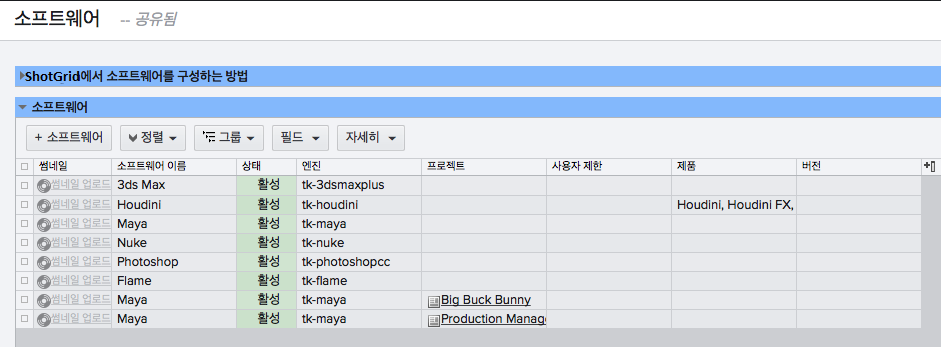 소프트웨어 -- 공유됨
ShotGrid에서 소프트웨어를 구성하는 방법
소프트웨어
+ 소프트웨어 정렬 그룹 필드 자세히
썸네일 소프트웨어 이름 상태 엔진 프로젝트 사용자 제한 제품 버전
썸네일 업로드 3ds Max 활성 tk-3dsmaxplus
썸네일 업로드 Houdini 활성 tk-houdini Houdini, Houdini FX,
썸네일 업로드 Maya 활성 tk-maya
썸네일 업로드 Nuke 활성 tk-nuke
썸네일 업로드 Photoshop 활성 tk-photoshopcc
썸네일 업로드 Flame 활성 tk-flame
썸네일 업로드 Maya 활성 tk-maya Big Buck Bunny
썸네일 업로드 Maya 활성 tk-maya Production Manag